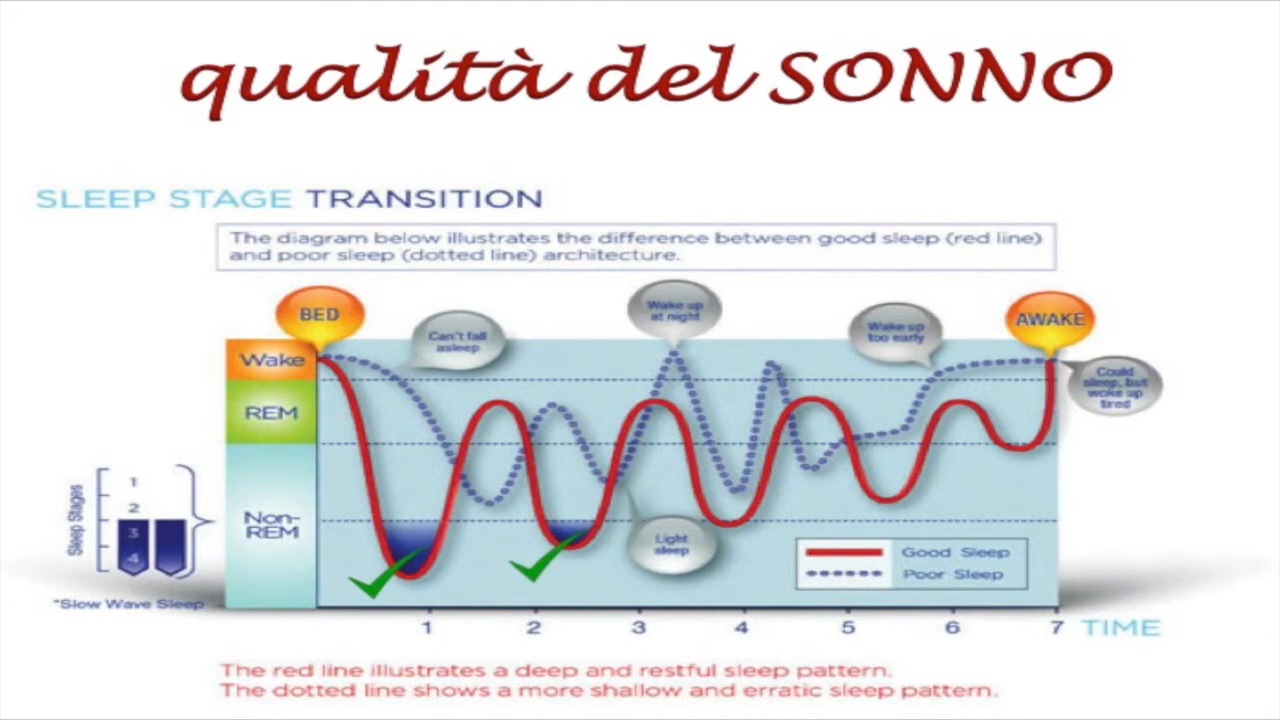 qualità del SONNO
SLEEP STAGE TRANSITION
The diagram below illustrates the difference between good sleep (red line)
and poor sleep (dotted line) architecture.
BED
Can't fall
asleep
Wake up
at night
Wake up
too early
AWAKE
Could
sleep, but
woke up
tired
Wake
REM
Non-
REM
Sleep Stages
1
2
3
4
*Slow Wave Sleep
Light
sleep
Good Sleep
Poor Sleep
1 2 3 4 5 6 7 TIME
The red line illustrates a deep and restful sleep pattern.
The dotted line shows a more shallow and erratic sleep pattern.